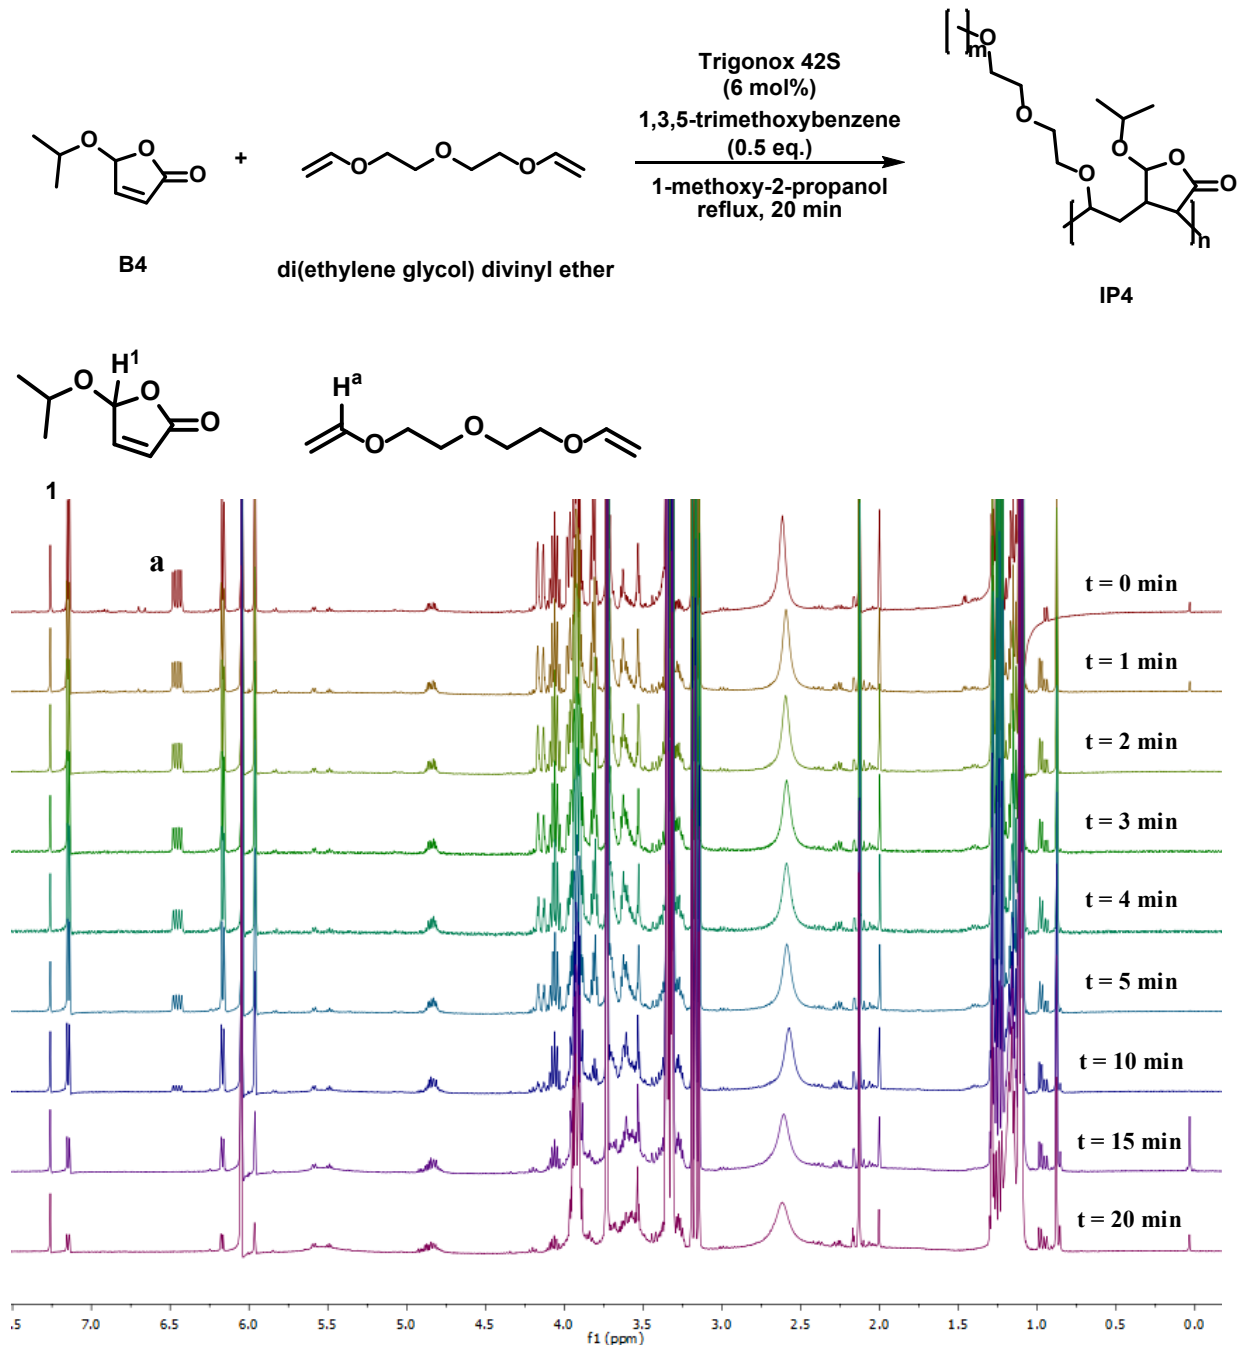 Trigonox 42S
(6 mol%)
1,3,5-trimethoxybenzene
(0.5 eq.)
1-methoxy-2-propanol
reflux, 20 min
O
O
O
+
O
O
O
B4
di(ethylene glycol) divinyl ether
m
O
O
O
O
O
O
n
IP4
H1
O
O
O
Ha
O
O
O
1
a
t = 0 min
t = 1 min
t = 2 min
t = 3 min
t = 4 min
t = 5 min
t = 10 min
t = 15 min
t = 20 min
.5 7.0 6.5 6.0 5.5 5.0 4.5 4.0 3.5 3.0 2.5 2.0 1.5 1.0 0.5 0.0
f1 (ppm)